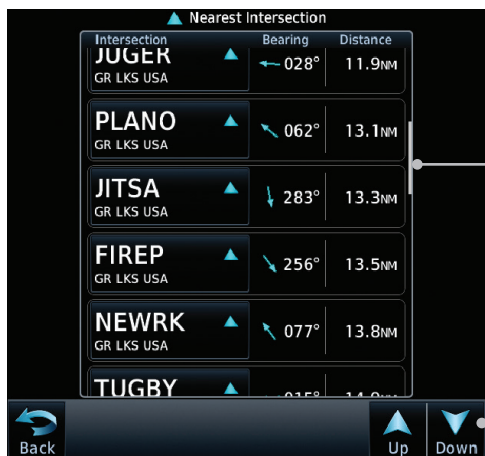 Nearest Intersection
Intersection Bearing Distance
JUGER 028° 11.9NM
GR LKS USA
PLANO 062° 13.1NM
GR LKS USA
JITSA 283° 13.3NM
GR LKS USA
FIREP 256° 13.5NM
GR LKS USA
NEWRK 077° 13.8NM
GR LKS USA
TUGBY
Back Up Down